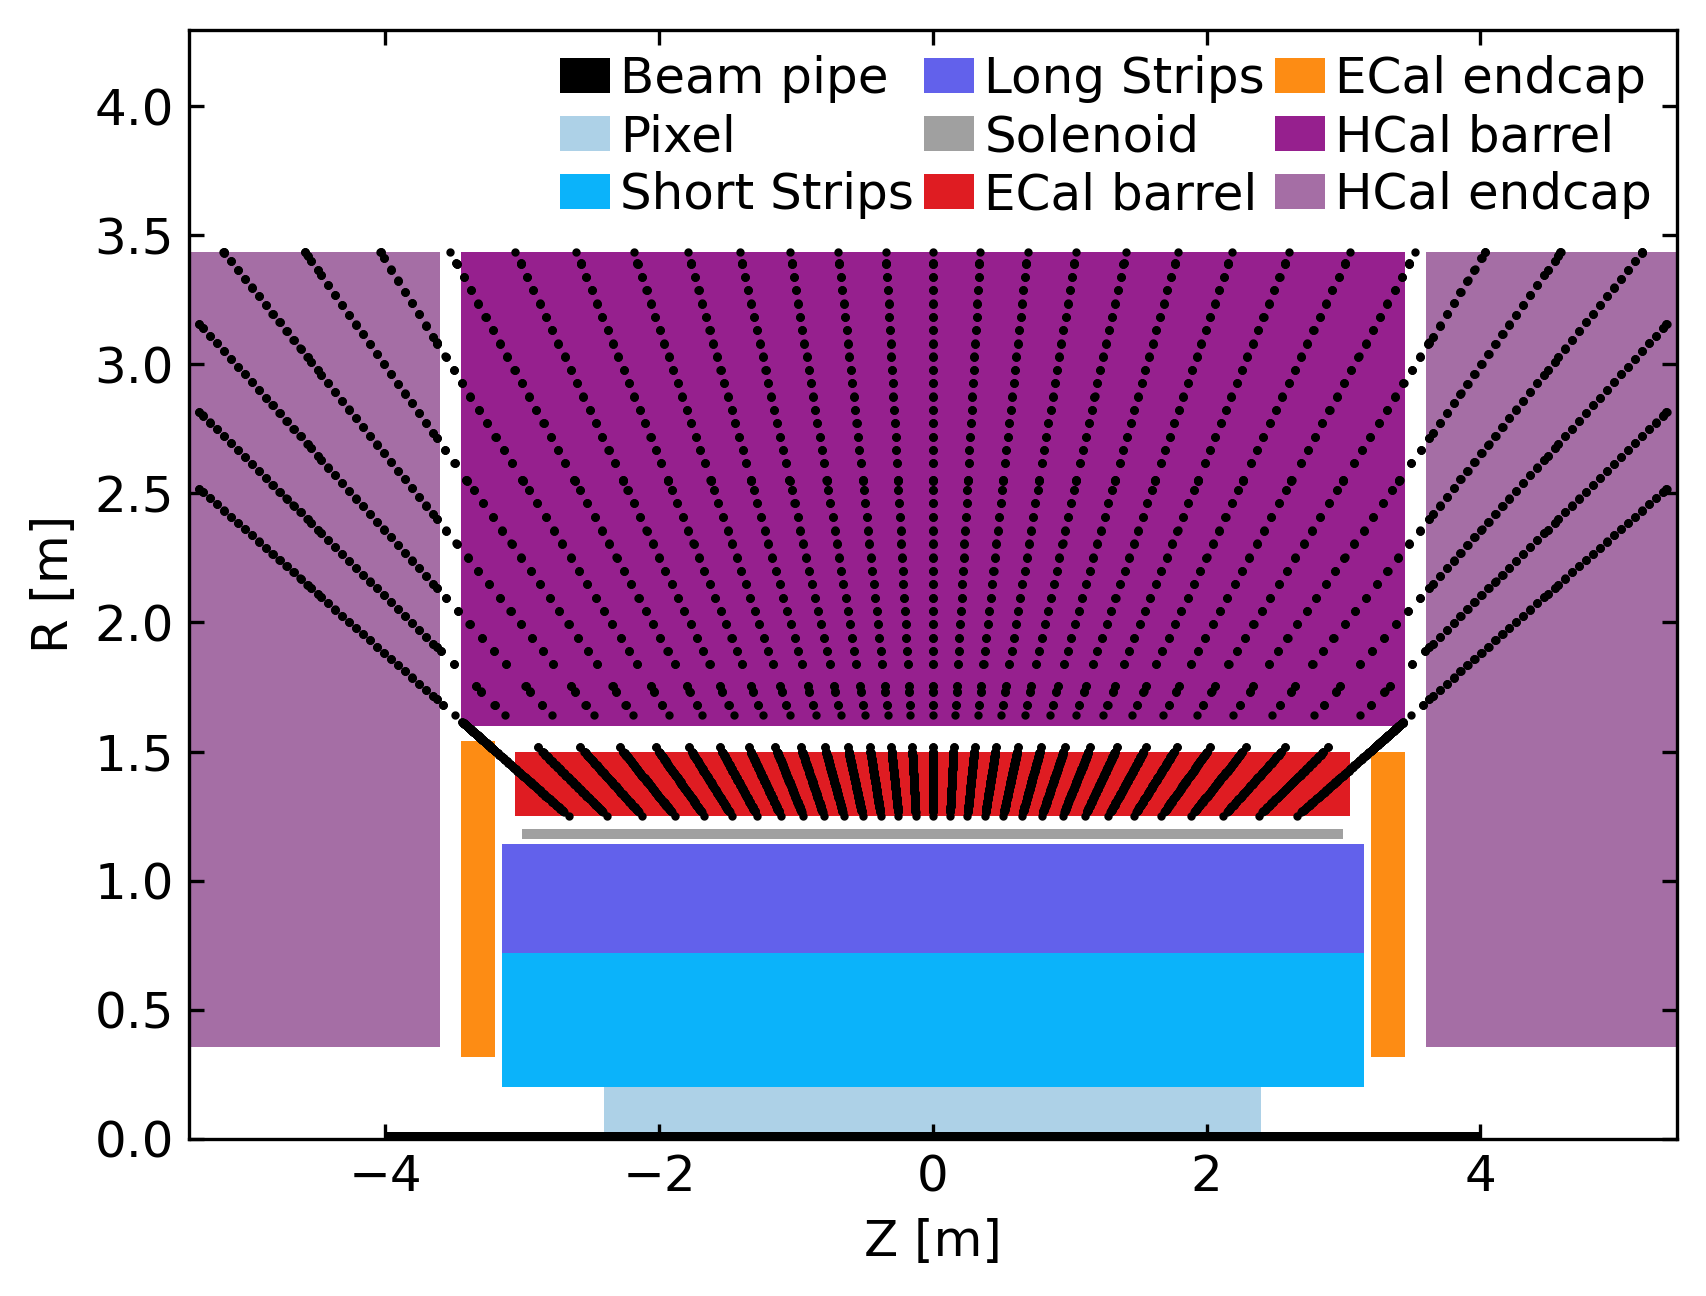 Beam pipe
Pixel
Short Strips
Long Strips
Solenoid
ECal barrel
ECal endcap
HCal barrel
HCal endcap
R [m]
4.0
3.5
3.0
2.5
2.0
1.5
1.0
0.5
0.0
−4 −2 0 2 4
Z [m]